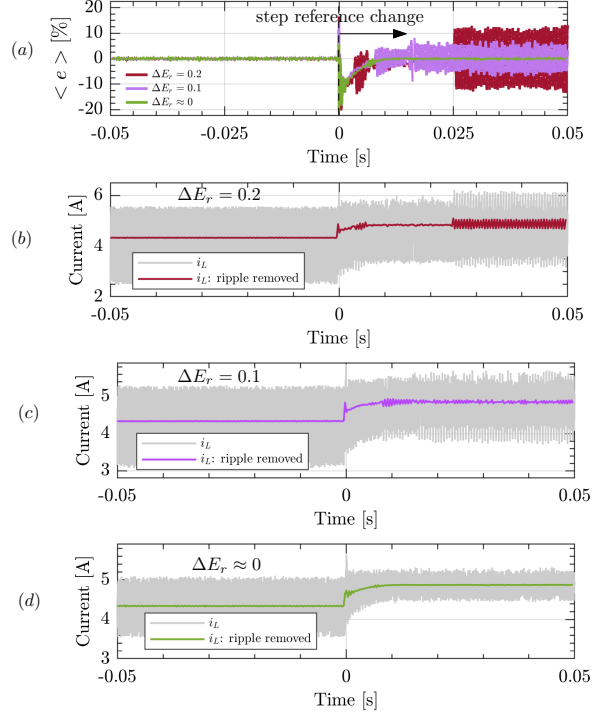 step reference change
(a)
< e > [%]
20
10
0
-10
-20
ΔE_r = 0.2
ΔE_r = 0.1
ΔE_r ≈ 0
-0.05
-0.025
0
0.025
0.05
Time [s]
(b)
Current [A]
6
4
2
ΔE_r = 0.2
i_L
i_L: ripple removed
-0.05
0
0.05
Time [s]
(c)
Current [A]
5
4
3
ΔE_r = 0.1
i_L
i_L: ripple removed
-0.05
0
0.05
Time [s]
(d)
Current [A]
5
4
3
ΔE_r ≈ 0
i_L
i_L: ripple removed
-0.05
0
0.05
Time [s]